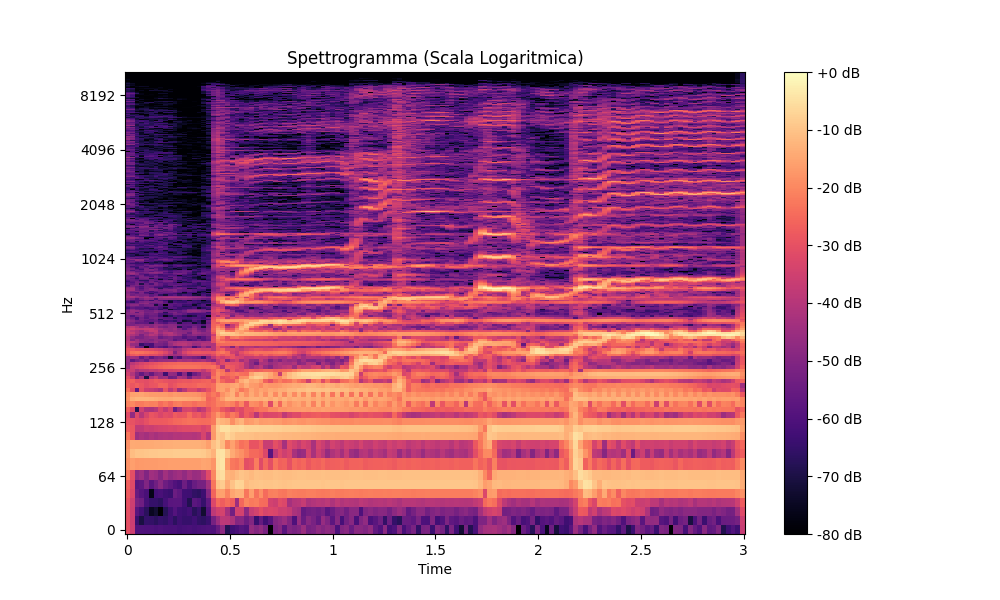 Spettrogramma (Scala Logaritmica)
Hz
8192
4096
2048
1024
512
256
128
64
0
0
0.5
1
1.5
2
2.5
3
Time
+0 dB
-10 dB
-20 dB
-30 dB
-40 dB
-50 dB
-60 dB
-70 dB
-80 dB